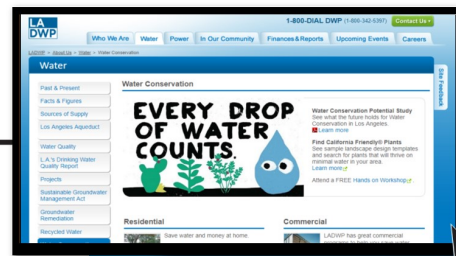 LA
DWP
1-800-DIAL DWP (1-800-342-5397)
Contact Us
Who We Are
Water
Power
In Our Community
Finances & Reports
Upcoming Events
Careers
LADWP > About Us > Water > Water Conservation
Water
Site Feedback
Past & Present
Facts & Figures
Sources of Supply
Los Angeles Aqueduct
Water Quality
L.A.'s Drinking Water
Quality Report
Projects
Sustainable Groundwater
Management Act
Groundwater
Remediation
Recycled Water
Water Conservation
EVERY DROP
OF WATER
COUNTS.
Water Conservation Potential Study
See what the future holds for Water
Conservation in Los Angeles.
Learn more
Find California Friendly® Plants
See sample landscape design templates
and search for plants that will thrive on
minimal water in your area.
Learn more
Attend a FREE Hands on Workshop
Residential
Save water and money at home.
Commercial
LADWP has great commercial